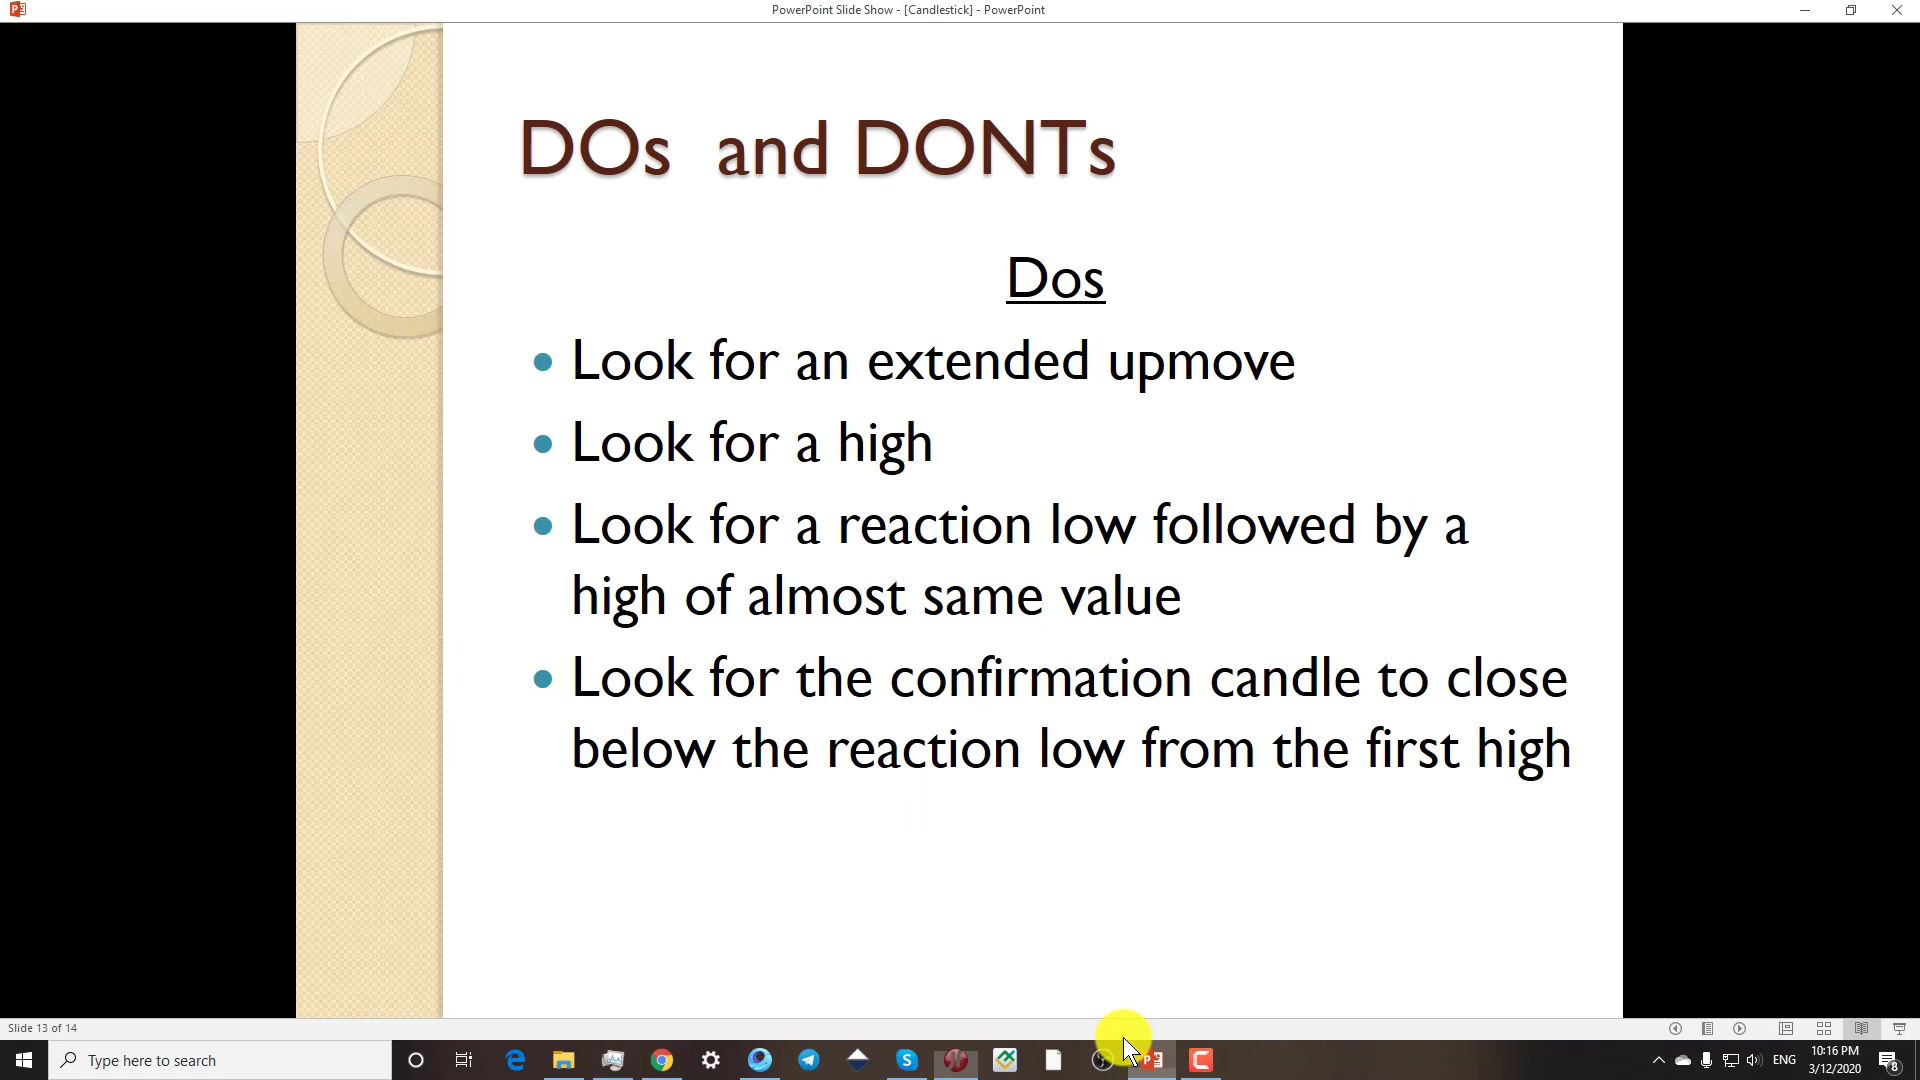 PowerPoint Slide Show - [Candlestick] - PowerPoint
DOs and DONTs
Dos
Look for an extended upmove
Look for a high
Look for a reaction low followed by a
high of almost same value
Look for the confirmation candle to close
below the reaction low from the first high
Slide 13 of 14
Type here to search
ENG
10:16 PM
3/12/2020
8